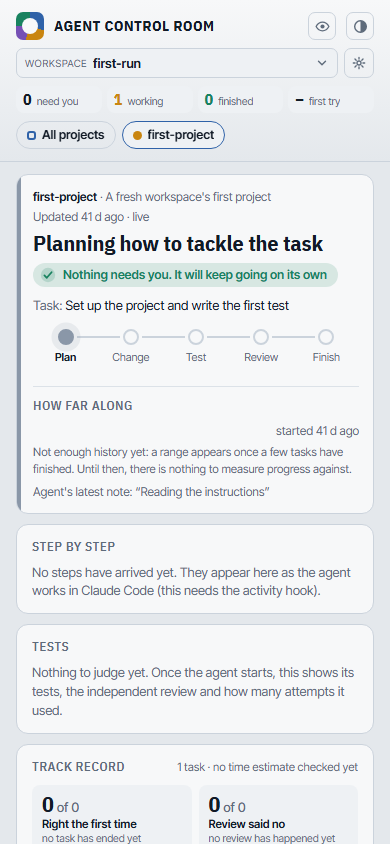 AGENT CONTROL ROOM
WORKSPACE first-run
0 need you
1 working
0 finished
– first try
All projects
first-project
first-project · A fresh workspace's first project
Updated 41 d ago · live
Planning how to tackle the task
Nothing needs you. It will keep going on its own
Task: Set up the project and write the first test
Plan
Change
Test
Review
Finish
HOW FAR ALONG
started 41 d ago
Not enough history yet: a range appears once a few tasks have
finished. Until then, there is nothing to measure progress against.
Agent's latest note: “Reading the instructions”
STEP BY STEP
No steps have arrived yet. They appear here as the agent
works in Claude Code (this needs the activity hook).
TESTS
Nothing to judge yet. Once the agent starts, this shows its
tests, the independent review and how many attempts it
used.
TRACK RECORD
1 task · no time estimate checked yet
0 of 0
Right the first time
no task has ended yet
0 of 0
Review said no
no review has happened yet